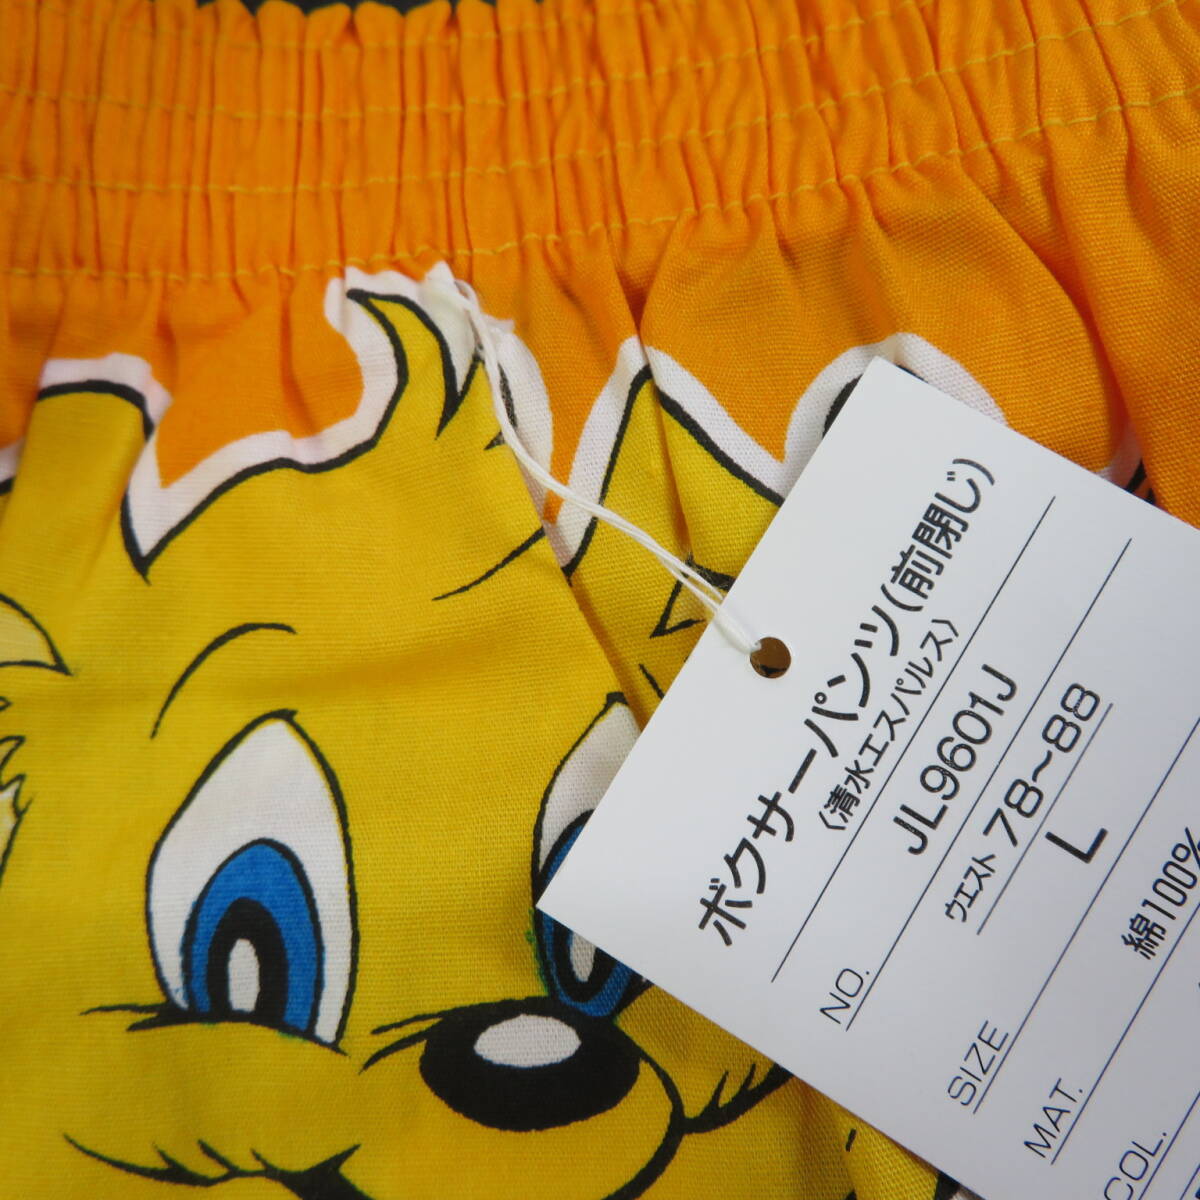 ボクサーパンツ(前閉じ)
(清水エスパルス)
NO. JL9601J
ウエスト 78~88
SIZE L
MAT. 綿100%
COL.